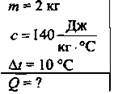 m = 2 кг
c = 140 Дж/(кг · °C)
Δt = 10 °C
Q = ?